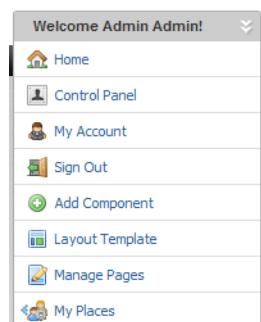 Welcome Admin Admin!
Home
Control Panel
My Account
Sign Out
Add Component
Layout Template
Manage Pages
My Places